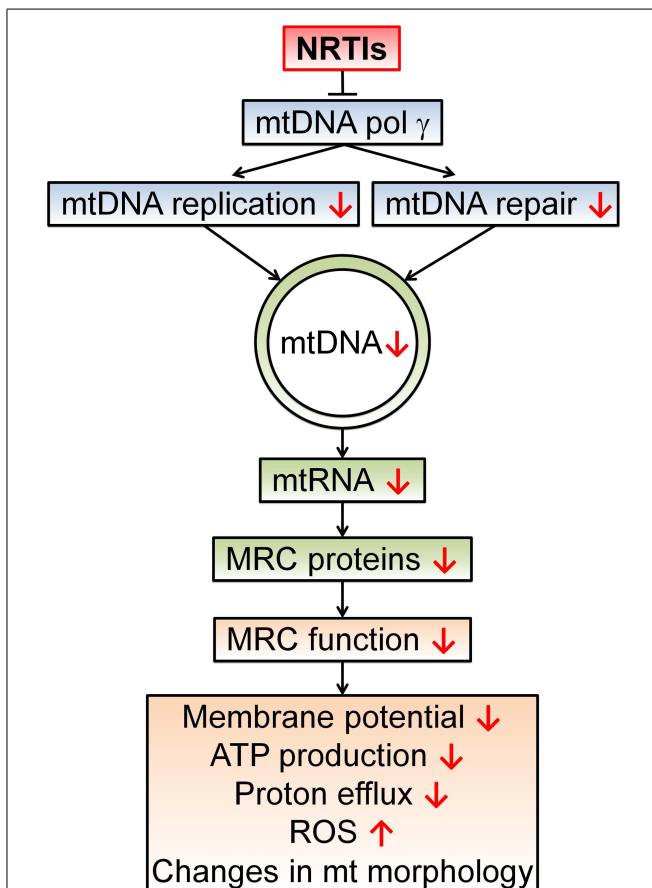 NRTIs
mtDNA pol γ
mtDNA replication ↓
mtDNA repair ↓
mtDNA↓
mtRNA ↓
MRC proteins ↓
MRC function ↓
Membrane potential ↓
ATP production ↓
Proton efflux ↓
ROS ↑
Changes in mt morphology